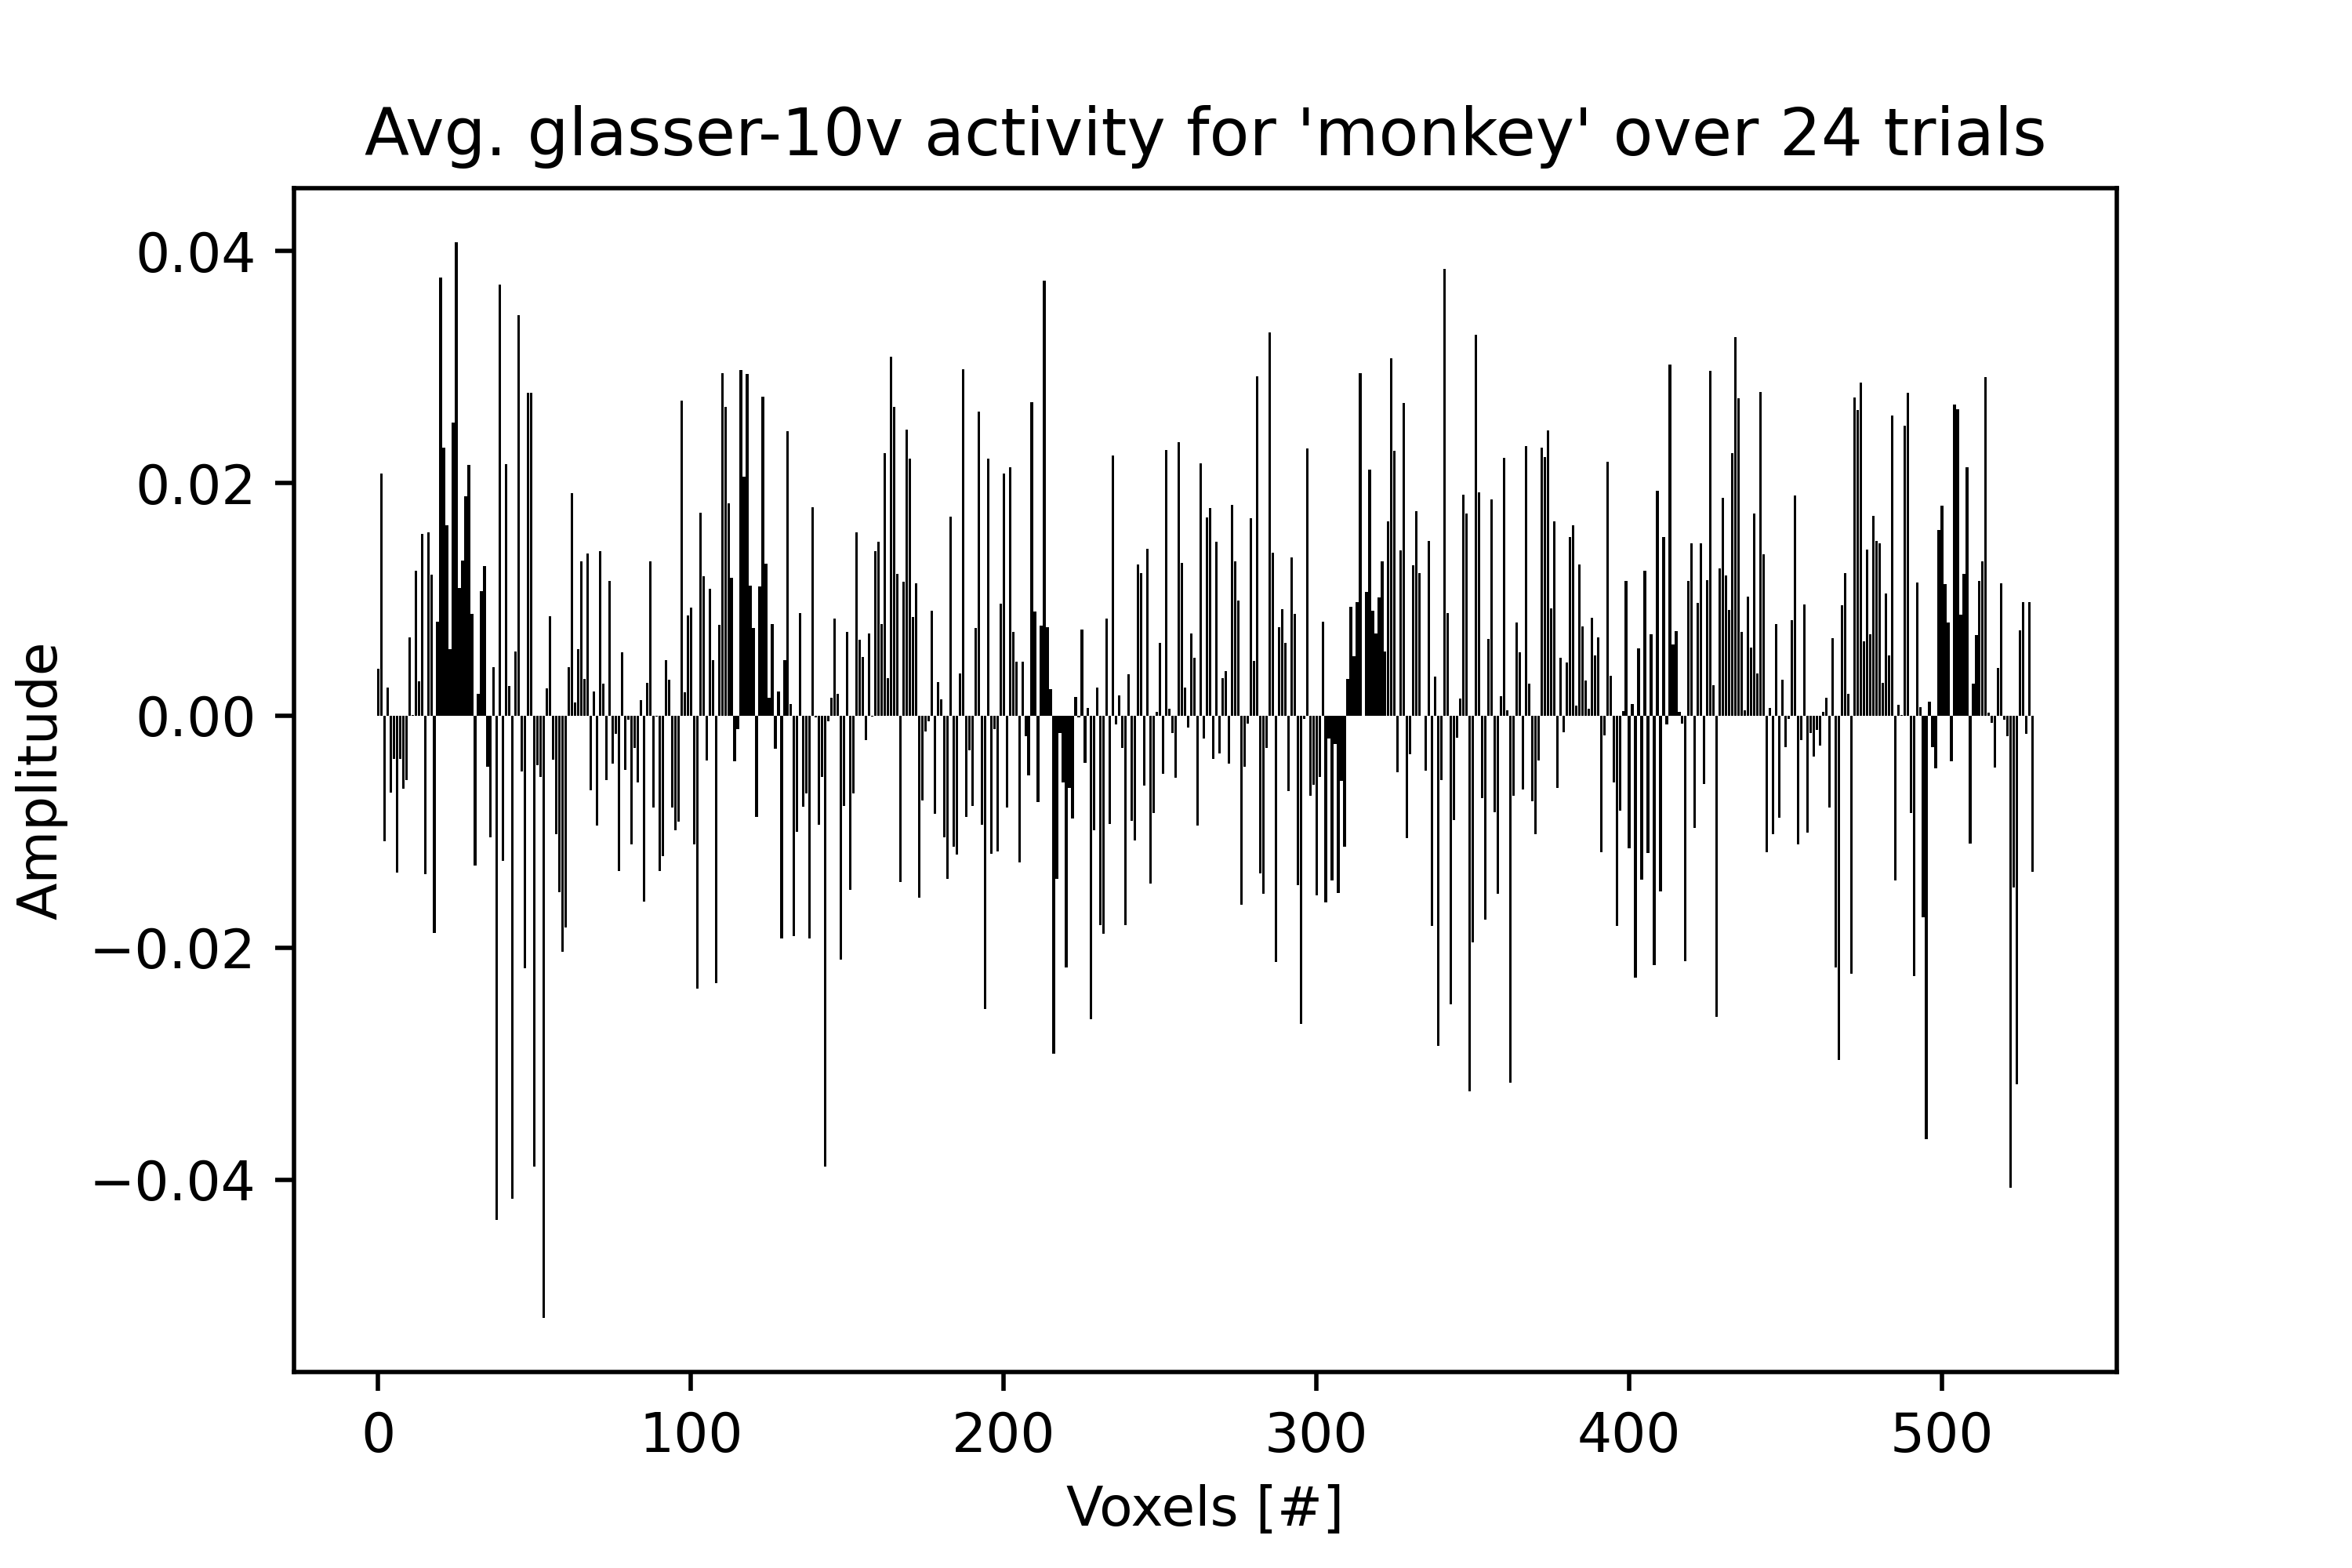 Avg. glasser-10v activity for 'monkey' over 24 trials
0.04
0.02
0.00
−0.02
−0.04
Amplitude
0 100 200 300 400 500
Voxels [#]